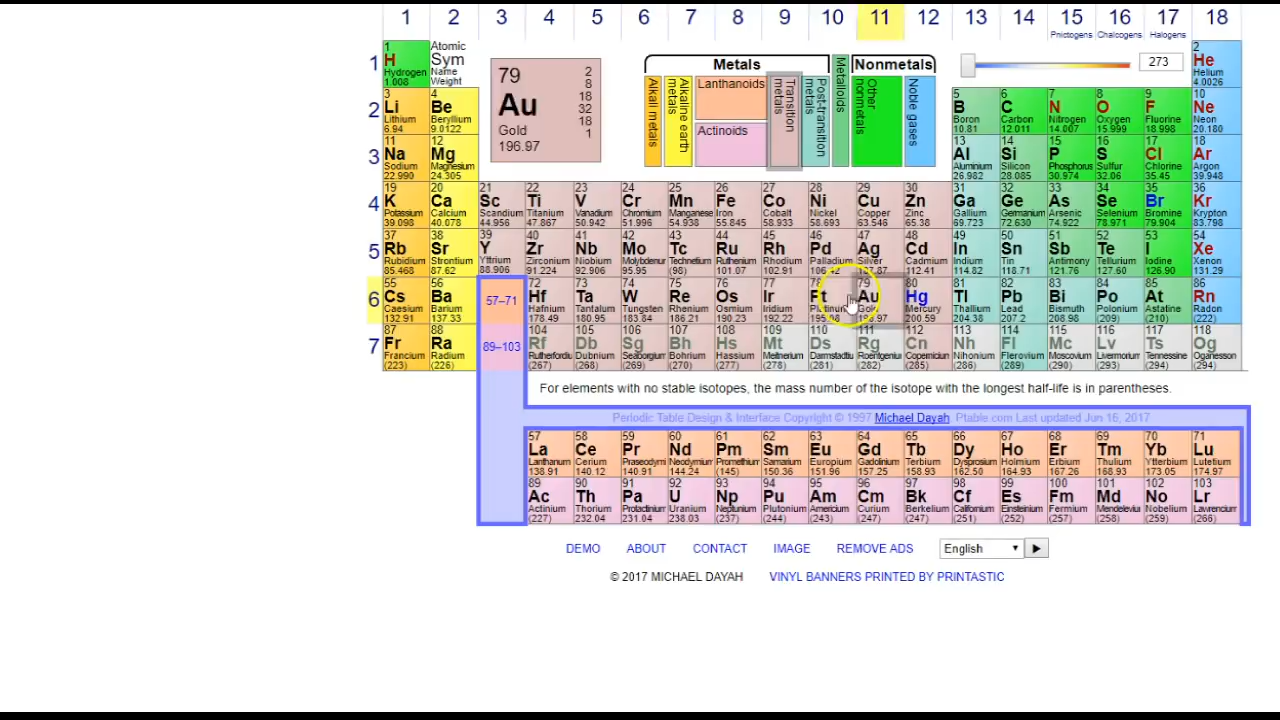 1 2 3 4 5 6 7 8 9 10 11 12 13 14 15 16 17 18
Pnictogens Chalcogens Halogens
Atomic
Sym
Name
Weight
79
Au
Gold
196.97
2
8
18
32
18
1
Metals
Nonmetals
Alkali metals
Alkaline earth metals
Lanthanoids
Actinoids
Transition metals
Post-transition metals
Metalloids
Other nonmetals
Noble gases
273
1
1 2
H He
Hydrogen Helium
1.008 4.0026
2
3 4 5 6 7 8 9 10
Li Be B C N O F Ne
Lithium Beryllium Boron Carbon Nitrogen Oxygen Fluorine Neon
6.94 9.0122 10.81 12.011 14.007 15.999 18.998 20.180
3
11 12 13 14 15 16 17 18
Na Mg Al Si P S Cl Ar
Sodium Magnesium Aluminium Silicon Phosphorus Sulfur Chlorine Argon
22.990 24.305 26.982 28.085 30.974 32.06 35.45 39.948
4
19 20 21 22 23 24 25 26 27 28 29 30 31 32 33 34 35 36
K Ca Sc Ti V Cr Mn Fe Co Ni Cu Zn Ga Ge As Se Br Kr
Potassium Calcium Scandium Titanium Vanadium Chromium Manganese Iron Cobalt Nickel Copper Zinc Gallium Germanium Arsenic Selenium Bromine Krypton
39.098 40.078 44.956 47.867 50.942 51.996 54.938 55.845 58.933 58.693 63.546 65.38 69.723 72.630 74.922 78.971 79.904 83.798
5
37 38 39 40 41 42 43 44 45 46 47 48 49 50 51 52 53 54
Rb Sr Y Zr Nb Mo Tc Ru Rh Pd Ag Cd In Sn Sb Te I Xe
Rubidium Strontium Yttrium Zirconium Niobium Molybdenum Technetium Ruthenium Rhodium Palladium Silver Cadmium Indium Tin Antimony Tellurium Iodine Xenon
85.468 87.62 88.906 91.224 92.906 95.95 (98) 101.07 102.91 106.42 107.87 112.41 114.82 118.71 121.76 127.60 126.90 131.29
6
55 56 57–71 72 73 74 75 76 77 78 79 80 81 82 83 84 85 86
Cs Ba Hf Ta W Re Os Ir Pt Au Hg Tl Pb Bi Po At Rn
Caesium Barium Hafnium Tantalum Tungsten Rhenium Osmium Iridium Platinum Gold Mercury Thallium Lead Bismuth Polonium Astatine Radon
132.91 137.33 178.49 180.95 183.84 186.21 190.23 192.22 195.08 196.97 200.59 204.38 207.2 208.98 (209) (210) (222)
7
87 88 89–103 104 105 106 107 108 109 110 111 112 113 114 115 116 117 118
Fr Ra Rf Db Sg Bh Hs Mt Ds Rg Cn Nh Fl Mc Lv Ts Og
Francium Radium Rutherfordiu Dubnium Seaborgium Bohrium Hassium Meitnerium Darmstadtiu Roentgeniu Copernicium Nihonium Flerovium Moscovium Livermorium Tennessine Oganesson
(223) (226) (267) (268) (269) (270) (277) (278) (281) (282) (285) (286) (289) (290) (293) (294) (294)
For elements with no stable isotopes, the mass number of the isotope with the longest half-life is in parentheses.
Periodic Table Design & Interface Copyright © 1997 Michael Dayah. Ptable.com Last updated Jun 16, 2017
57 58 59 60 61 62 63 64 65 66 67 68 69 70 71
La Ce Pr Nd Pm Sm Eu Gd Tb Dy Ho Er Tm Yb Lu
Lanthanum Cerium Praseodymi Neodymium Promethium Samarium Europium Gadolinium Terbium Dysprosium Holmium Erbium Thulium Ytterbium Lutetium
138.91 140.12 140.91 144.24 (145) 150.36 151.96 157.25 158.93 162.50 164.93 167.26 168.93 173.05 174.97
89 90 91 92 93 94 95 96 97 98 99 100 101 102 103
Ac Th Pa U Np Pu Am Cm Bk Cf Es Fm Md No Lr
Actinium Thorium Protactinium Uranium Neptunium Plutonium Americium Curium Berkelium Californium Einsteinium Fermium Mendeleviu Nobelium Lawrencium
(227) 232.04 231.04 238.03 (237) (244) (243) (247) (247) (251) (252) (257) (258) (259) (266)
DEMO ABOUT CONTACT IMAGE REMOVE ADS English
© 2017 MICHAEL DAYAH VINYL BANNERS PRINTED BY PRINTASTIC